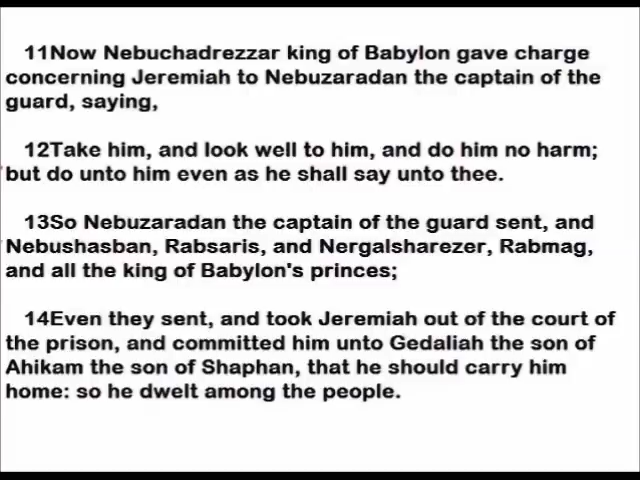 11Now Nebuchadrezzar king of Babylon gave charge
concerning Jeremiah to Nebuzaradan the captain of the
guard, saying,
12Take him, and look well to him, and do him no harm;
but do unto him even as he shall say unto thee.
13So Nebuzaradan the captain of the guard sent, and
Nebushasban, Rabsaris, and Nergalsharezer, Rabmag,
and all the king of Babylon's princes;
14Even they sent, and took Jeremiah out of the court of
the prison, and committed him unto Gedaliah the son of
Ahikam the son of Shaphan, that he should carry him
home: so he dwelt among the people.